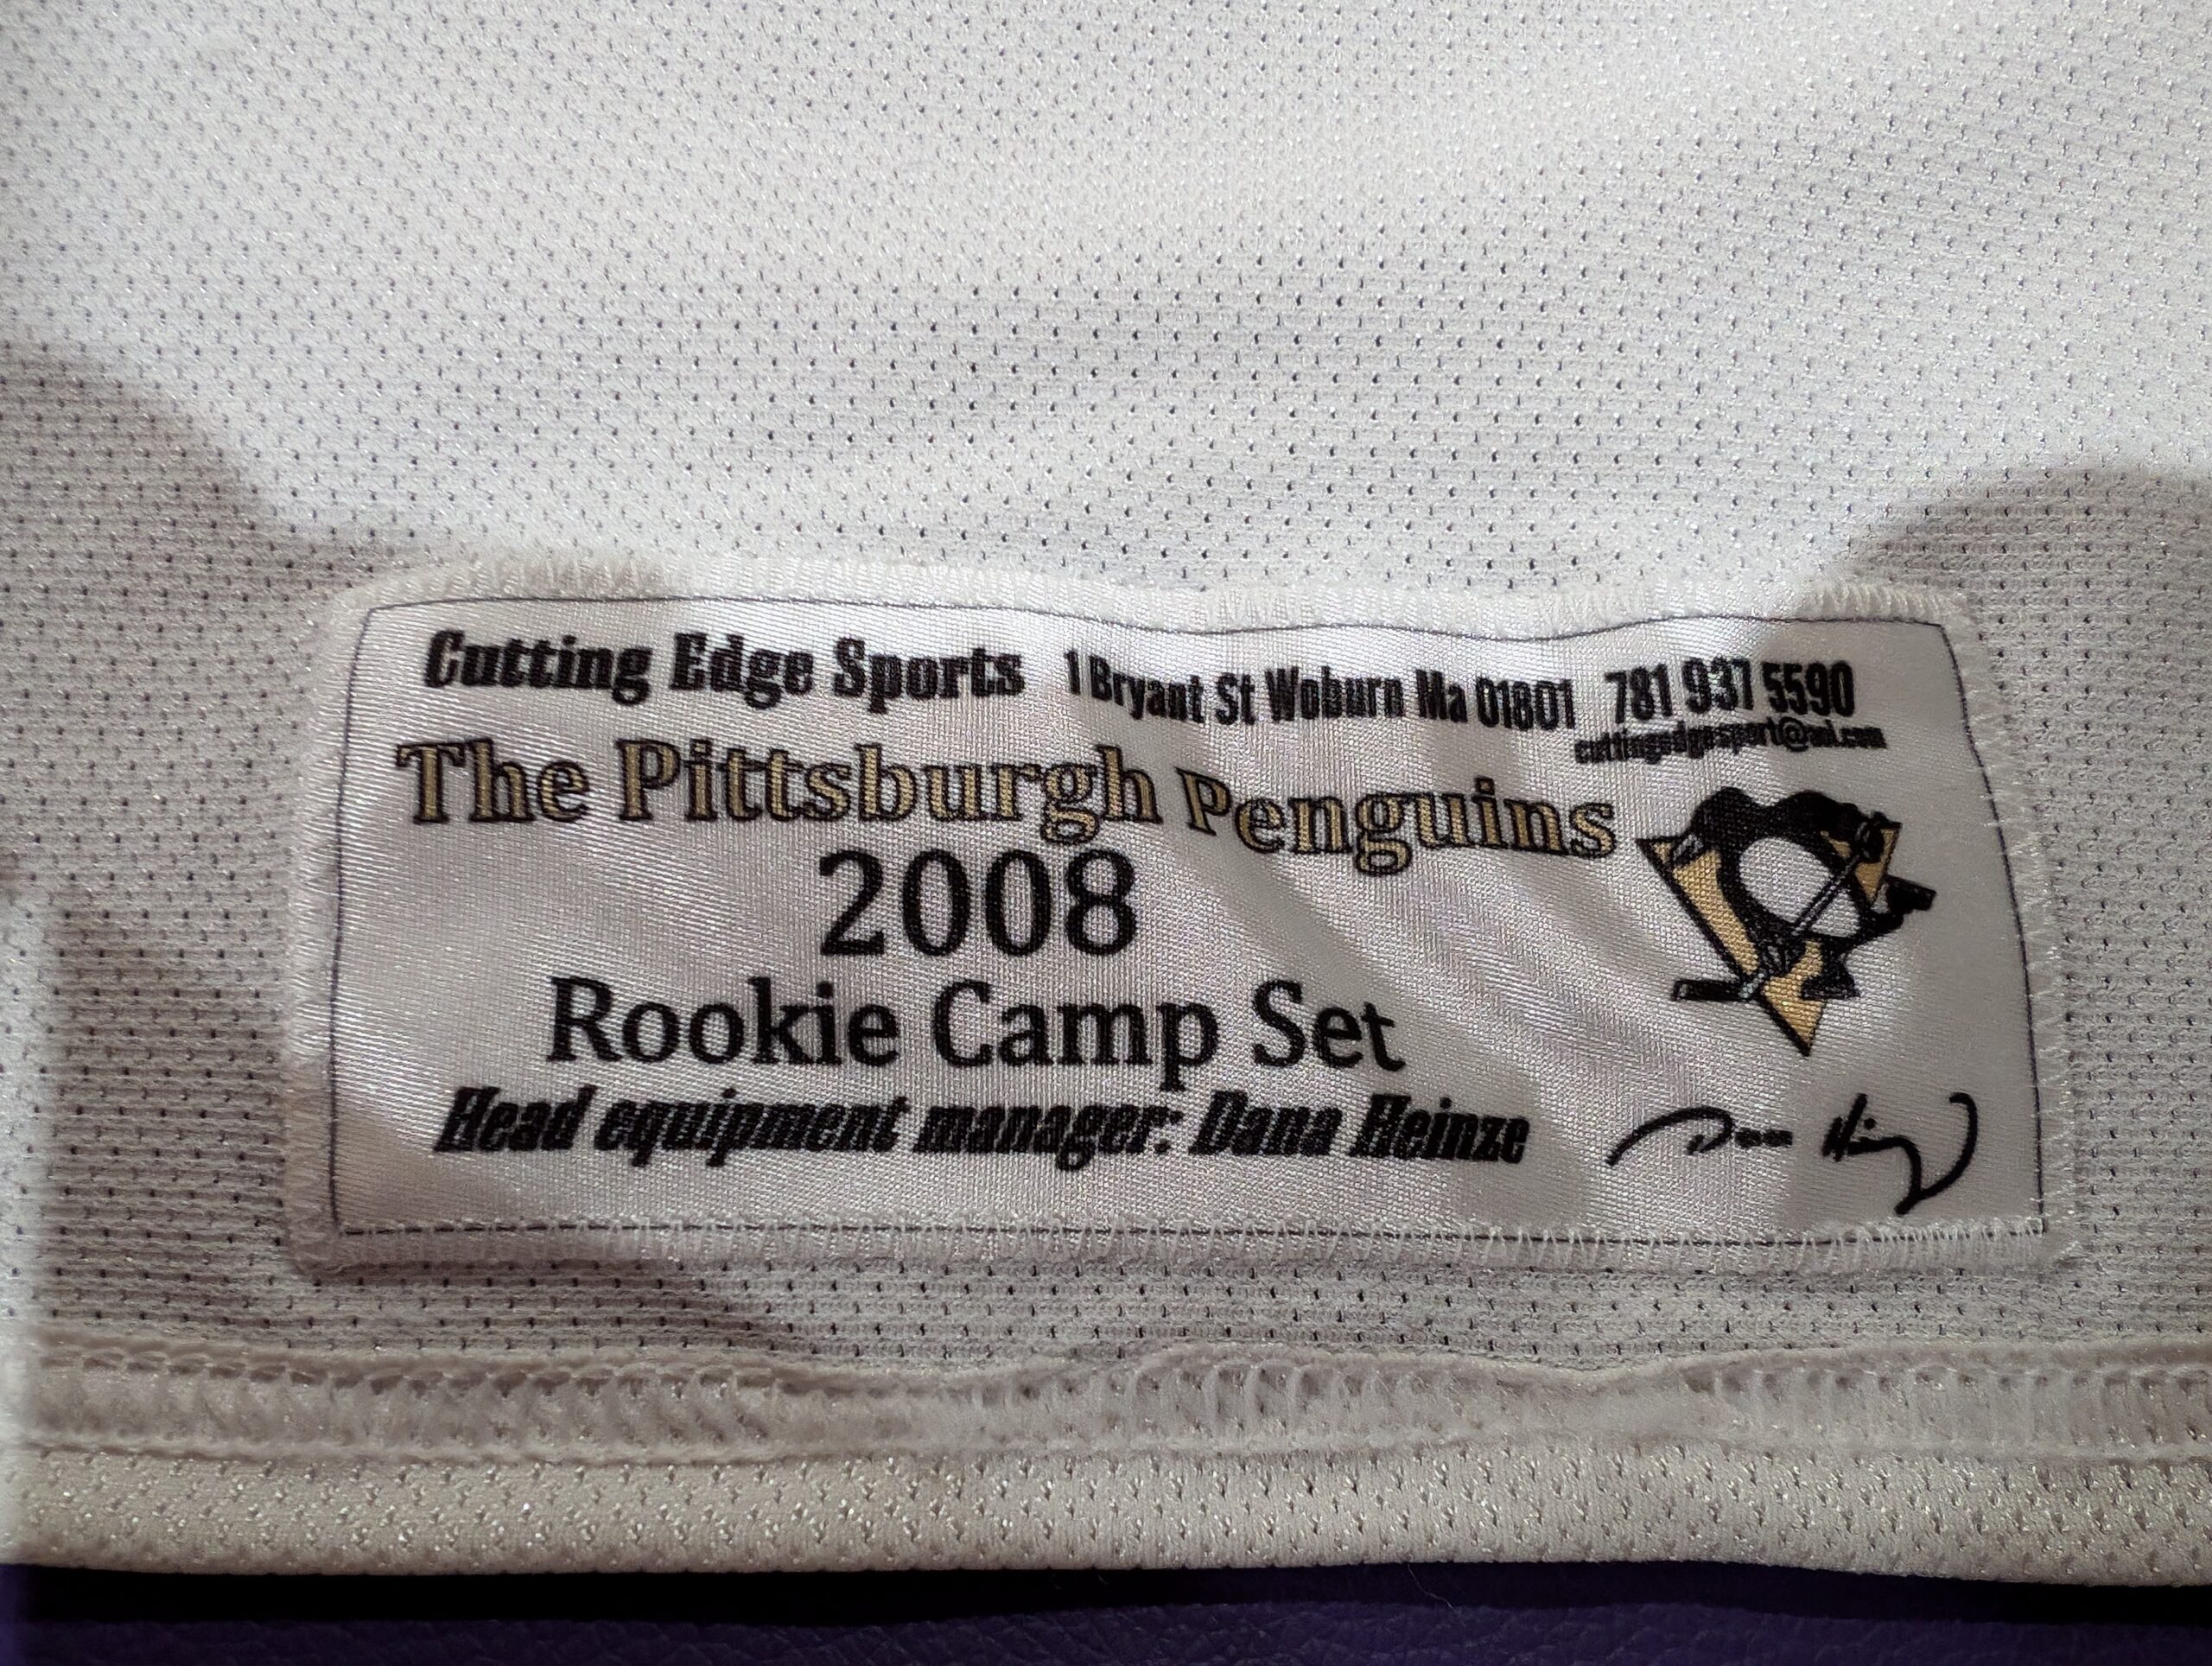 Cutting Edge Sports 1 Bryant St Woburn Ma 01801 781 937 5590
cuttingedgesport@aol.com
The Pittsburgh Penguins
2008
Rookie Camp Set
Head equipment manager: Dana Heinze